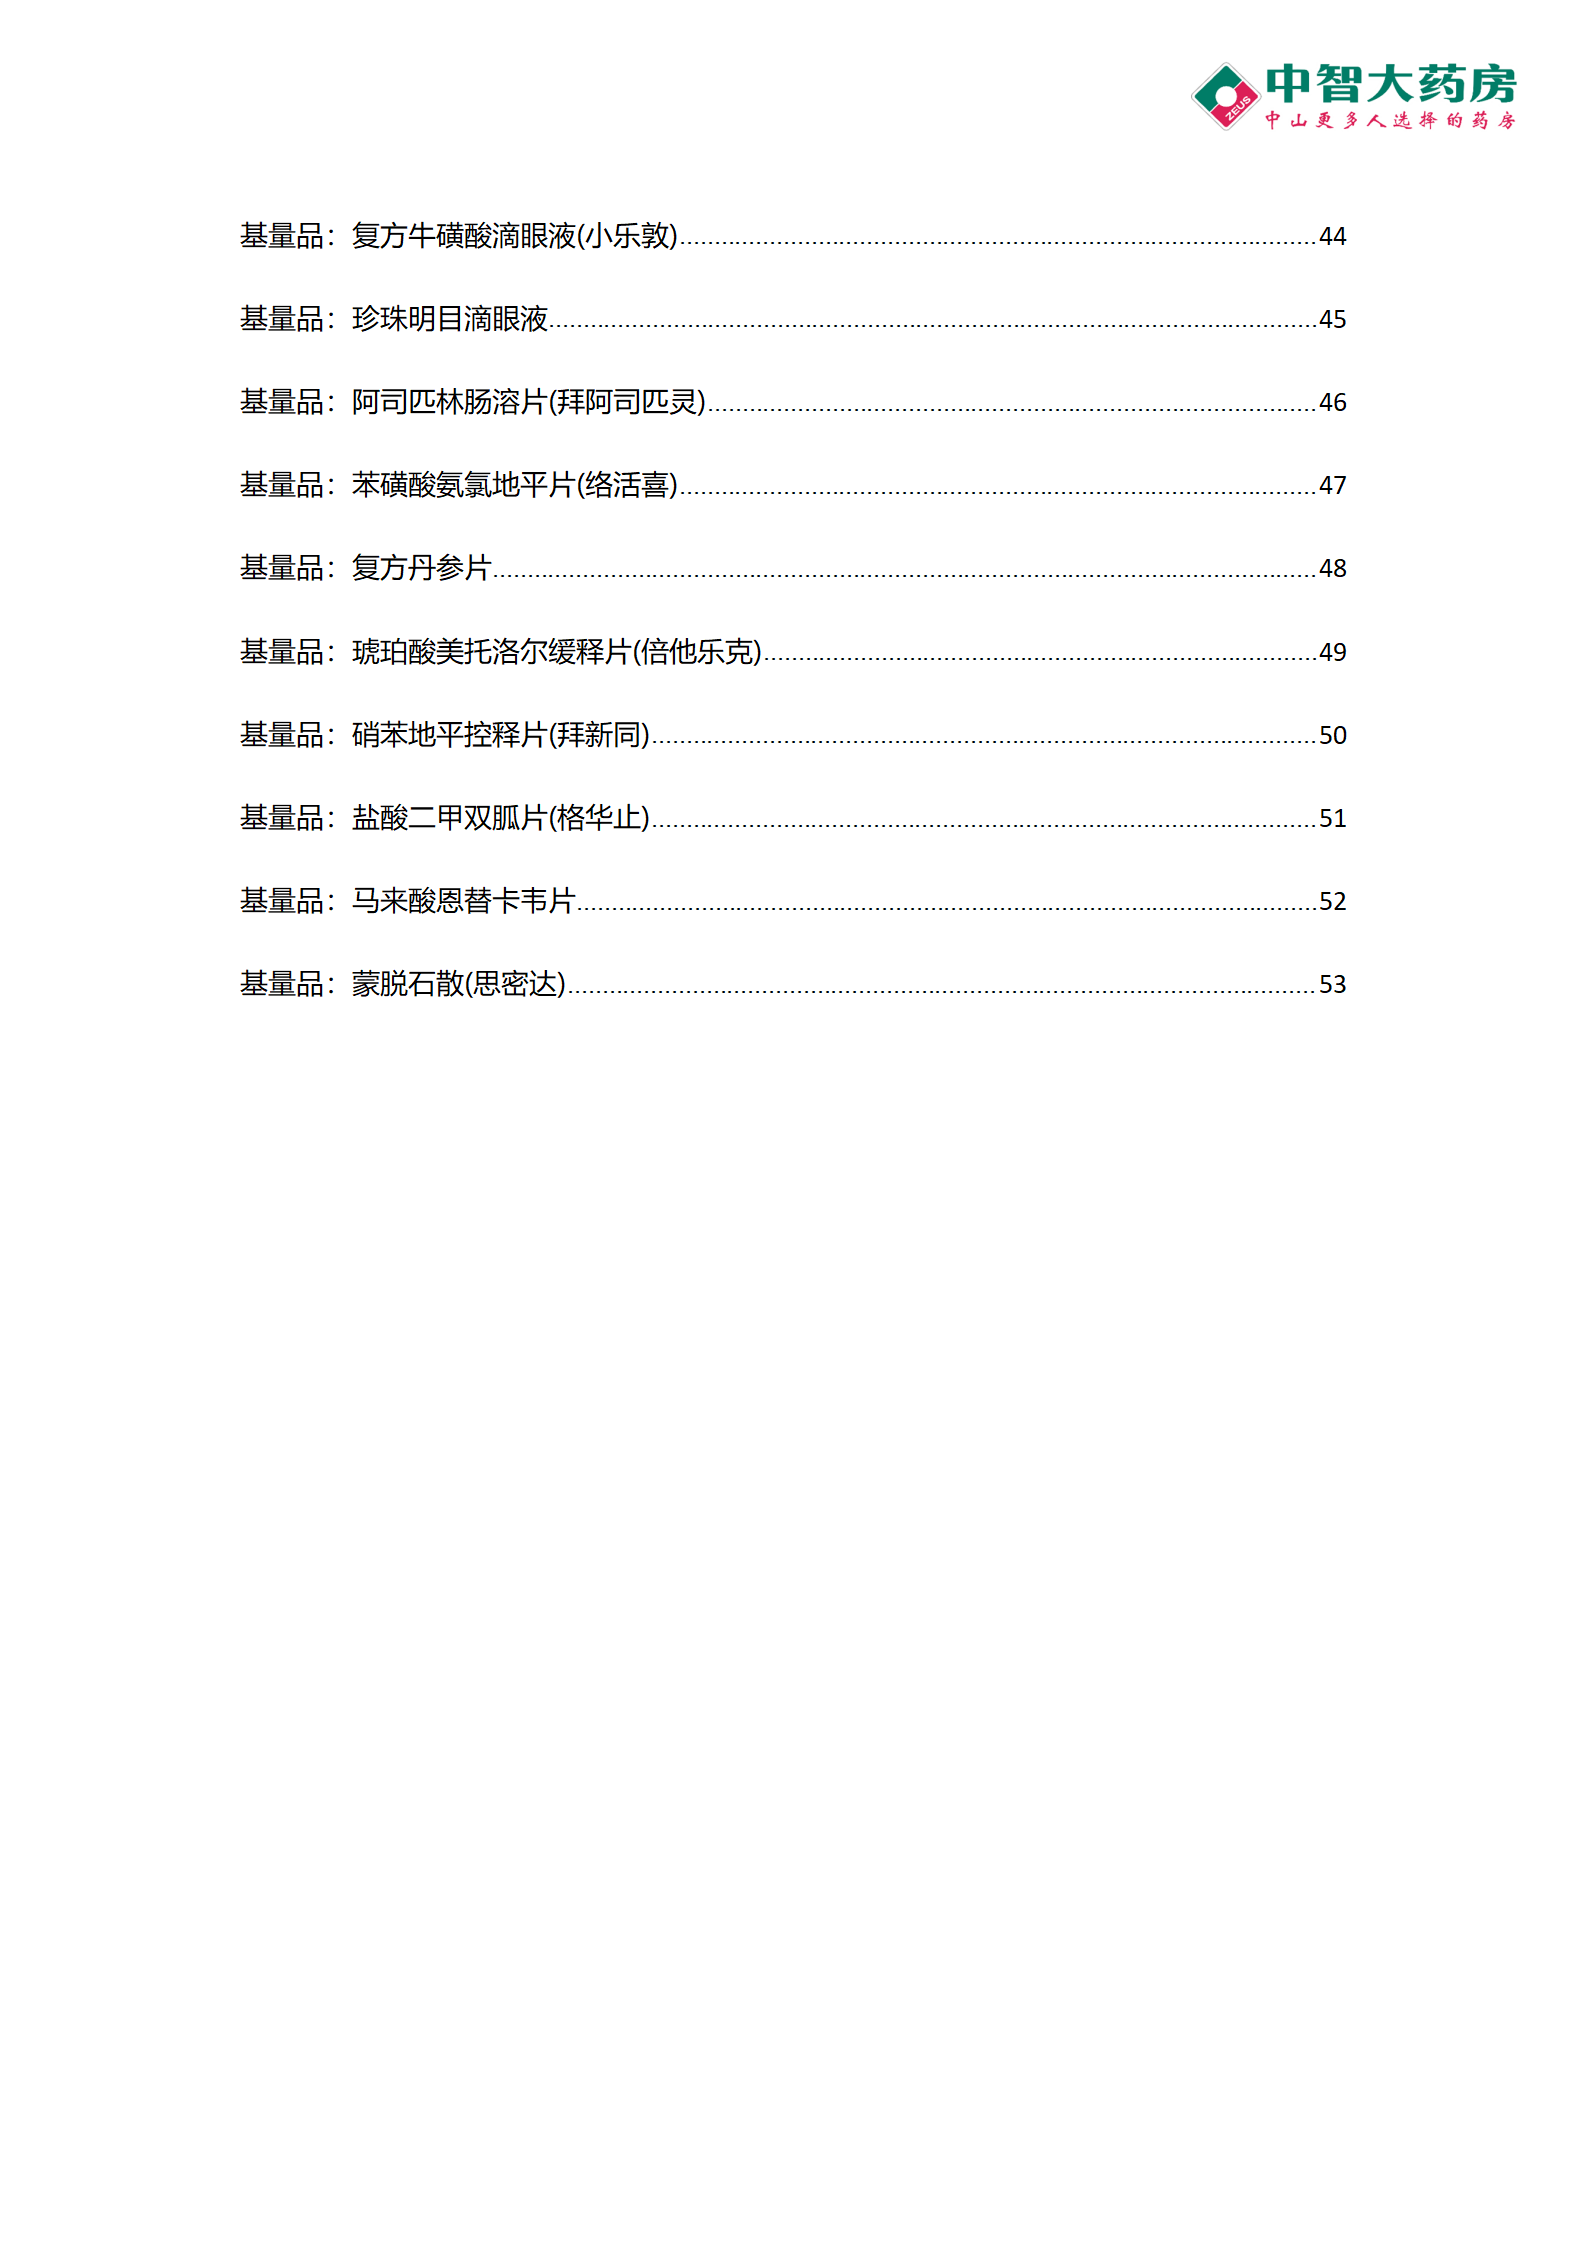 中智大药房
ZEUS
中山更多人选择的药房
基量品：复方牛磺酸滴眼液(小乐敦)........44
基量品：珍珠明目滴眼液........45
基量品：阿司匹林肠溶片(拜阿司匹灵)........46
基量品：苯磺酸氨氯地平片(络活喜)........47
基量品：复方丹参片........48
基量品：琥珀酸美托洛尔缓释片(倍他乐克)........49
基量品：硝苯地平控释片(拜新同)........50
基量品：盐酸二甲双胍片(格华止)........51
基量品：马来酸恩替卡韦片........52
基量品：蒙脱石散(思密达)........53